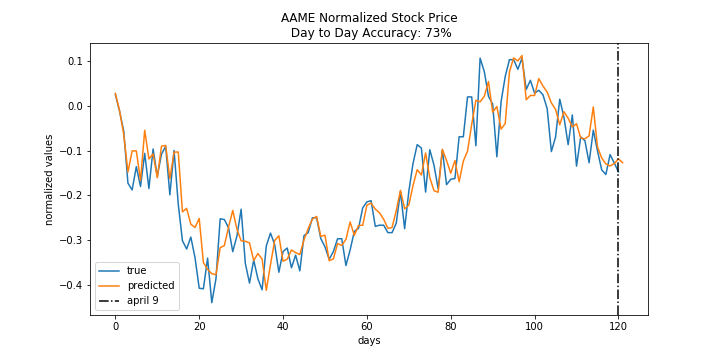 AAME Normalized Stock Price
Day to Day Accuracy: 73%
normalized values
0.1
0.0
−0.1
−0.2
−0.3
−0.4
true
predicted
april 9
0 20 40 60 80 100 120
days